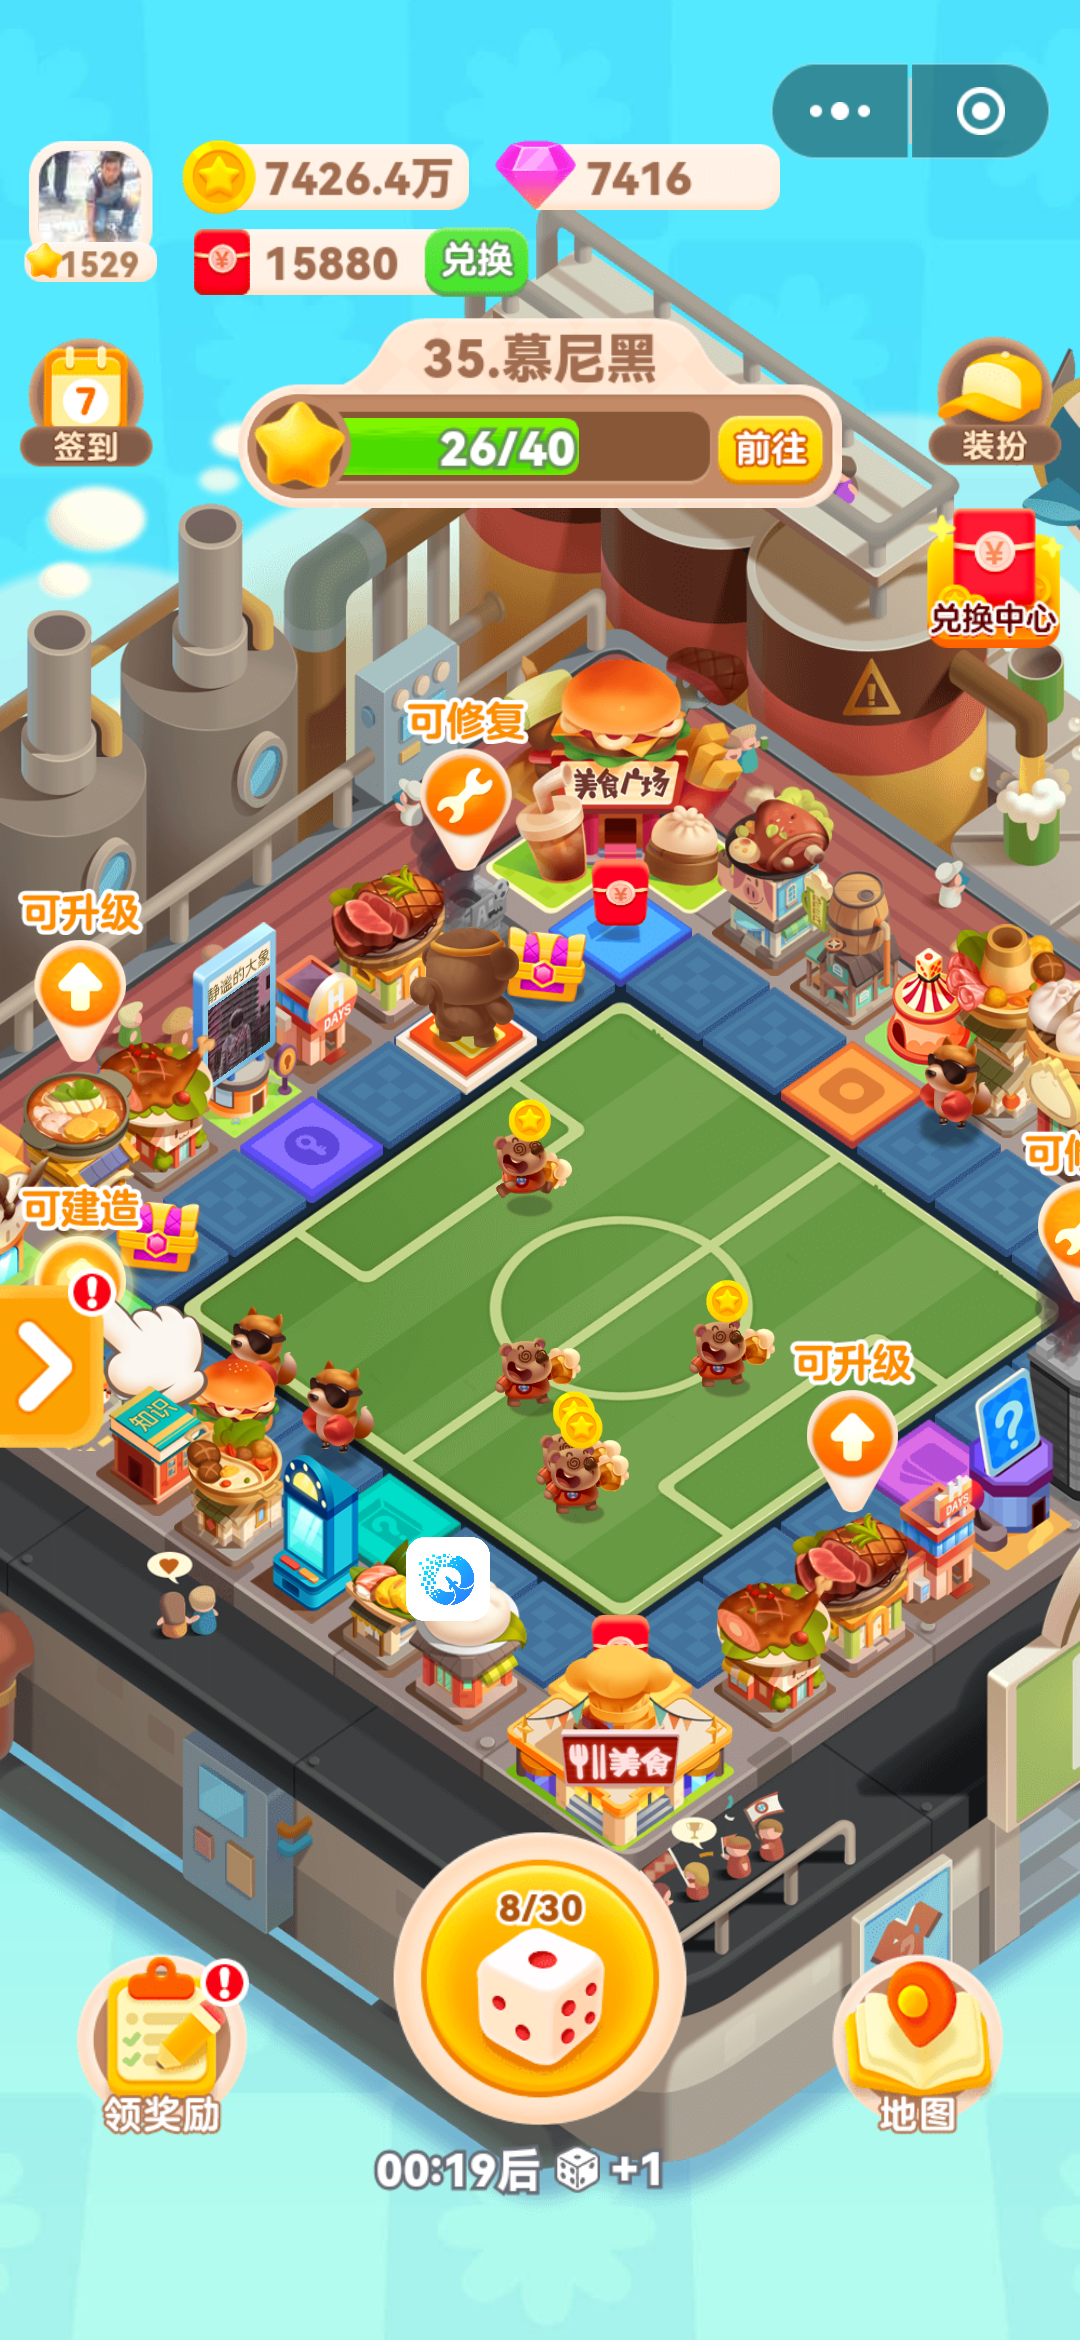 7426.4万
7416
1529
15880
兑换
35.慕尼黑
7
签到
26/40
前往
装扮
兑换中心
可修复
美食广场
可升级
静谧的大象
H
DAYS
可建造
可升级
知识
DAYS
美食
8/30
领奖励
地图
00:19后 +1